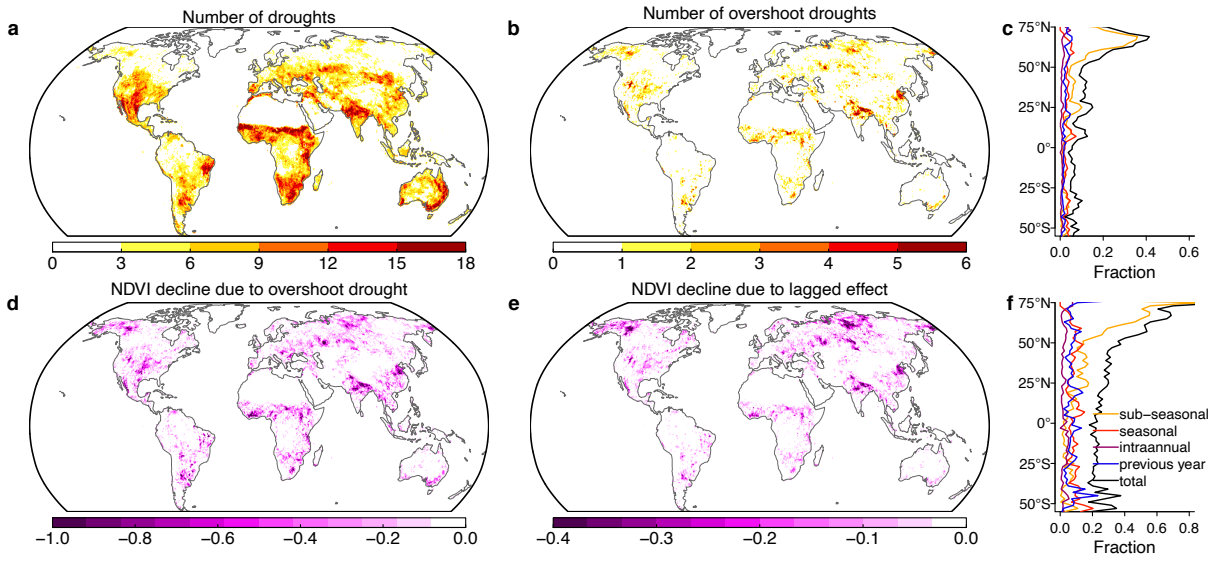 a
Number of droughts
0 3 6 9 12 15 18
b
Number of overshoot droughts
0 1 2 3 4 5 6
c
75°N
50°N
25°N
0°
25°S
50°S
0.0 0.2 0.4 0.6
Fraction
d
NDVI decline due to overshoot drought
−1.0 −0.8 −0.6 −0.4 −0.2 0.0
e
NDVI decline due to lagged effect
−0.4 −0.3 −0.2 −0.1 0.0
f
75°N
50°N
25°N
0°
25°S
50°S
sub−seasonal
seasonal
intraannual
previous year
total
0.0 0.2 0.4 0.6 0.8
Fraction